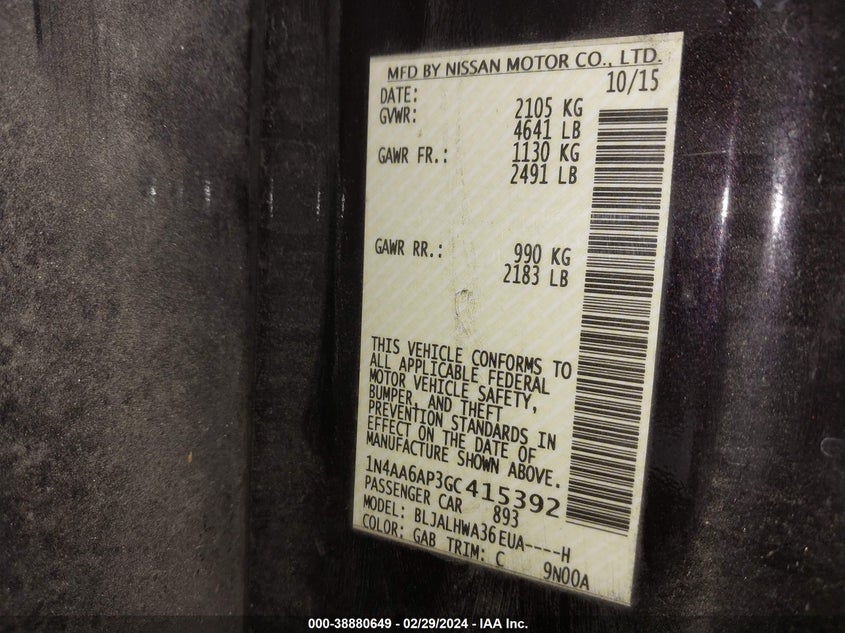 MFD BY NISSAN MOTOR CO., LTD.
DATE: 10/15
GVWR: 2105 KG
4641 LB
GAWR FR.: 1130 KG
2491 LB
GAWR RR.: 990 KG
2183 LB
THIS VEHICLE CONFORMS TO
ALL APPLICABLE FEDERAL
MOTOR VEHICLE SAFETY,
BUMPER, AND THEFT
PREVENTION STANDARDS IN
EFFECT ON THE DATE OF
MANUFACTURE SHOWN ABOVE.
1N4AA6AP3GC415392
PASSENGER CAR 893
MODEL: BLJALHWA36EUA----H
COLOR: GAB TRIM: C 9N00A
000-38880649 - 02/29/2024 - IAA Inc.